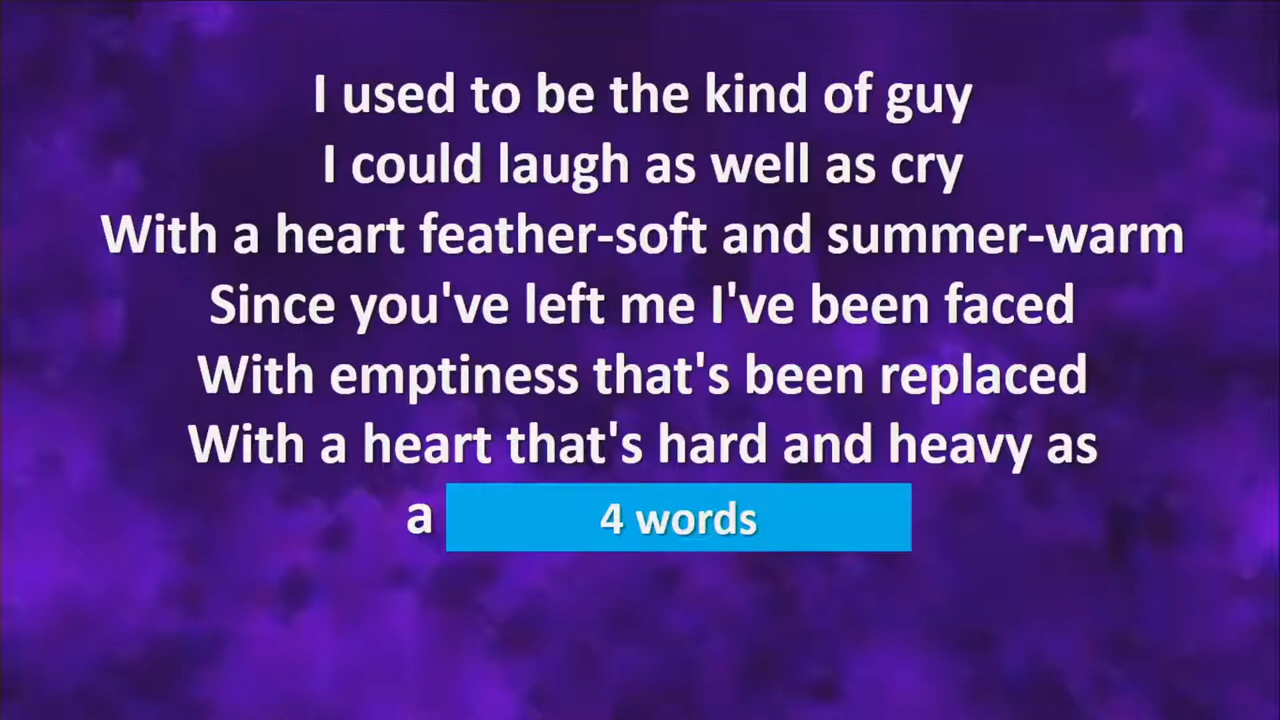 I used to be the kind of guy
I could laugh as well as cry
With a heart feather-soft and summer-warm
Since you've left me I've been faced
With emptiness that's been replaced
With a heart that's hard and heavy as
a 4 words